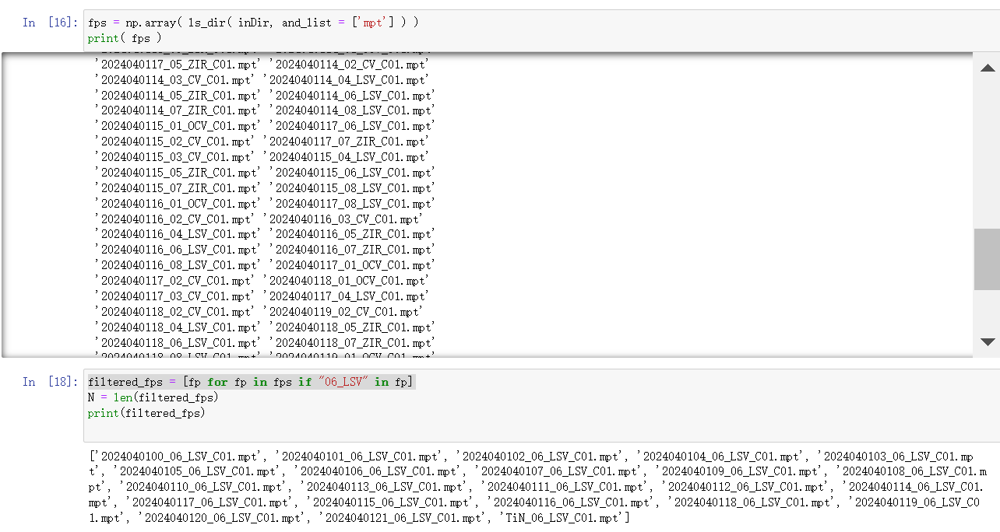 In [16]:
fps = np.array( ls_dir( inDir, and_list = ['mpt'] ) )
print( fps )
'2024040117_05_ZIR_C01.mpt' '2024040114_02_CV_C01.mpt'
'2024040114_03_CV_C01.mpt' '2024040114_04_LSV_C01.mpt'
'2024040114_05_ZIR_C01.mpt' '2024040114_06_LSV_C01.mpt'
'2024040114_07_ZIR_C01.mpt' '2024040114_08_LSV_C01.mpt'
'2024040115_01_OCV_C01.mpt' '2024040117_06_LSV_C01.mpt'
'2024040115_02_CV_C01.mpt' '2024040117_07_ZIR_C01.mpt'
'2024040115_03_CV_C01.mpt' '2024040115_04_LSV_C01.mpt'
'2024040115_05_ZIR_C01.mpt' '2024040115_06_LSV_C01.mpt'
'2024040115_07_ZIR_C01.mpt' '2024040115_08_LSV_C01.mpt'
'2024040116_01_OCV_C01.mpt' '2024040117_08_LSV_C01.mpt'
'2024040116_02_CV_C01.mpt' '2024040116_03_CV_C01.mpt'
'2024040116_04_LSV_C01.mpt' '2024040116_05_ZIR_C01.mpt'
'2024040116_06_LSV_C01.mpt' '2024040116_07_ZIR_C01.mpt'
'2024040116_08_LSV_C01.mpt' '2024040117_01_OCV_C01.mpt'
'2024040117_02_CV_C01.mpt' '2024040118_01_OCV_C01.mpt'
'2024040117_03_CV_C01.mpt' '2024040117_04_LSV_C01.mpt'
'2024040118_02_CV_C01.mpt' '2024040119_02_CV_C01.mpt'
'2024040118_04_LSV_C01.mpt' '2024040118_05_ZIR_C01.mpt'
'2024040118_06_LSV_C01.mpt' '2024040118_07_ZIR_C01.mpt'
'2024040118_08_LSV_C01.mpt' '2024040119_01_OCV_C01.mpt'
In [18]:
filtered_fps = [fp for fp in fps if "06_LSV" in fp]
N = len(filtered_fps)
print(filtered_fps)
['2024040100_06_LSV_C01.mpt', '2024040101_06_LSV_C01.mpt', '2024040102_06_LSV_C01.mpt', '2024040104_06_LSV_C01.mpt', '2024040103_06_LSV_C01.mp
t', '2024040105_06_LSV_C01.mpt', '2024040106_06_LSV_C01.mpt', '2024040107_06_LSV_C01.mpt', '2024040109_06_LSV_C01.mpt', '2024040108_06_LSV_C01.m
pt', '2024040110_06_LSV_C01.mpt', '2024040113_06_LSV_C01.mpt', '2024040111_06_LSV_C01.mpt', '2024040112_06_LSV_C01.mpt', '2024040114_06_LSV_C01.
mpt', '2024040117_06_LSV_C01.mpt', '2024040115_06_LSV_C01.mpt', '2024040116_06_LSV_C01.mpt', '2024040118_06_LSV_C01.mpt', '2024040119_06_LSV_C0
1.mpt', '2024040120_06_LSV_C01.mpt', '2024040121_06_LSV_C01.mpt', 'TiN_06_LSV_C01.mpt']